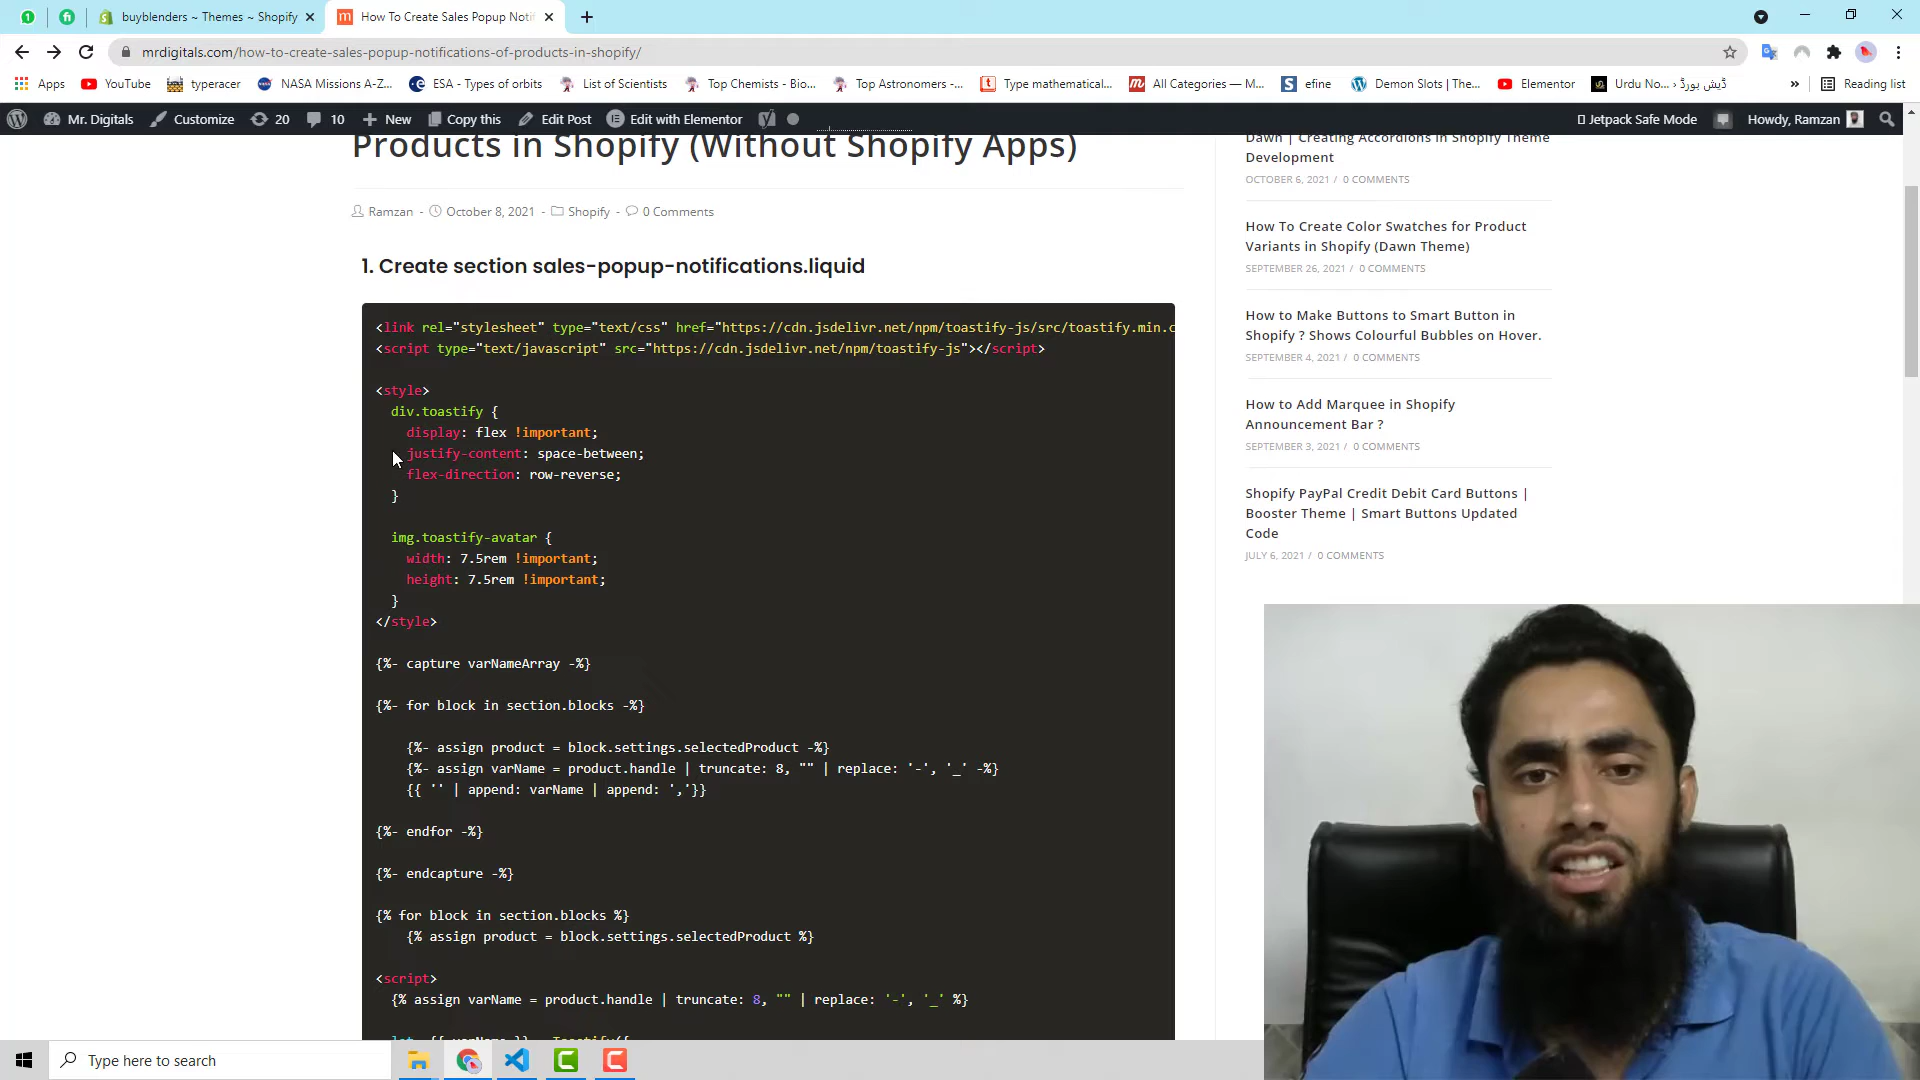 buyblenders ~ Themes ~ Shopify
How To Create Sales Popup Notif
mrdigitals.com/how-to-create-sales-popup-notifications-of-products-in-shopify/
Apps
YouTube
typeracer
NASA Missions A-Z...
ESA - Types of orbits
List of Scientists
Top Chemists - Bio...
Top Astronomers -...
Type mathematical...
All Categories — M...
efine
Demon Slots | The...
Elementor
Urdu No... › ڈیش بورڈ
»
Reading list
Mr. Digitals
Customize
20
10
New
Copy this
Edit Post
Edit with Elementor
Jetpack Safe Mode
Howdy, Ramzan
Products in Shopify (Without Shopify Apps)
Ramzan - October 8, 2021 - Shopify - 0 Comments
1. Create section sales-popup-notifications.liquid
<link rel="stylesheet" type="text/css" href="https://cdn.jsdelivr.net/npm/toastify-js/src/toastify.min.c
<script type="text/javascript" src="https://cdn.jsdelivr.net/npm/toastify-js"></script>
<style>
div.toastify {
display: flex !important;
justify-content: space-between;
flex-direction: row-reverse;
}
img.toastify-avatar {
width: 7.5rem !important;
height: 7.5rem !important;
}
</style>
{%- capture varNameArray -%}
{%- for block in section.blocks -%}
{%- assign product = block.settings.selectedProduct -%}
{%- assign varName = product.handle | truncate: 8, "" | replace: '-', '_' -%}
{{ '' | append: varName | append: ','}}
{%- endfor -%}
{%- endcapture -%}
{% for block in section.blocks %}
{% assign product = block.settings.selectedProduct %}
<script>
{% assign varName = product.handle | truncate: 8, "" | replace: '-', '_' %}
let {{ varName }} = Toastify({
Dawn | Creating Accordions in Shopify Theme
Development
OCTOBER 6, 2021 / 0 COMMENTS
How To Create Color Swatches for Product
Variants in Shopify (Dawn Theme)
SEPTEMBER 26, 2021 / 0 COMMENTS
How to Make Buttons to Smart Button in
Shopify ? Shows Colourful Bubbles on Hover.
SEPTEMBER 4, 2021 / 0 COMMENTS
How to Add Marquee in Shopify
Announcement Bar ?
SEPTEMBER 3, 2021 / 0 COMMENTS
Shopify PayPal Credit Debit Card Buttons |
Booster Theme | Smart Buttons Updated
Code
JULY 6, 2021 / 0 COMMENTS
Type here to search